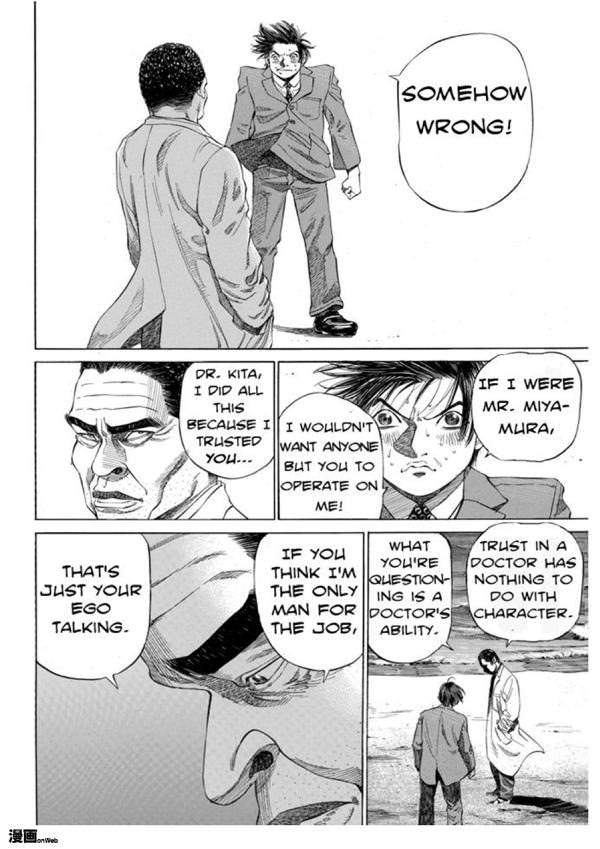 SOMEHOW
WRONG!
IF I WERE
MR. MIYA-
MURA,
I WOULDN'T
WANT ANYONE
BUT YOU TO
OPERATE ON
ME!
DR. KITA,
I DID ALL
THIS
BECAUSE I
TRUSTED
YOU...
TRUST IN A
DOCTOR HAS
NOTHING TO
DO WITH
CHARACTER.
WHAT
YOU'RE
QUESTION-
ING IS A
DOCTOR'S
ABILITY.
IF YOU
THINK I'M
THE ONLY
MAN FOR
THE JOB,
THAT'S
JUST YOUR
EGO
TALKING.
漫画onWeb